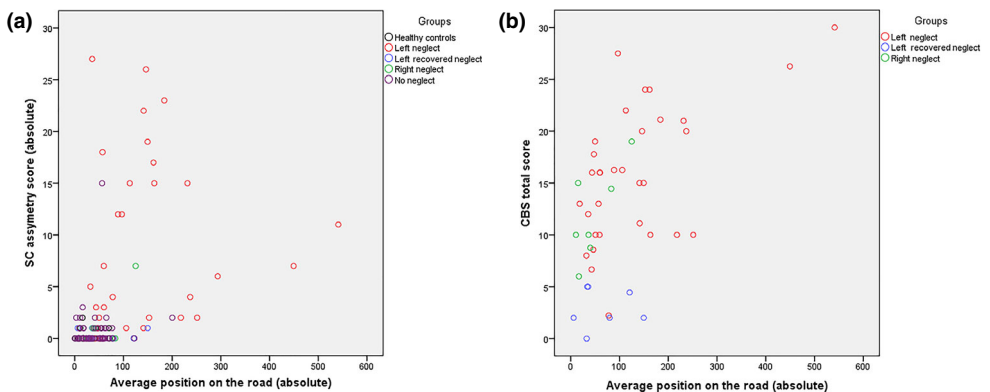 (a)
Groups
Healthy controls
Left neglect
Left recovered neglect
Right neglect
No neglect
SC assymetry score (absolute)
30
25
20
15
10
5
0
0 100 200 300 400 500 600
Average position on the road (absolute)
(b)
Groups
Left neglect
Left recovered neglect
Right neglect
CBS total score
30
25
20
15
10
5
0
0 100 200 300 400 500 600
Average position on the road (absolute)